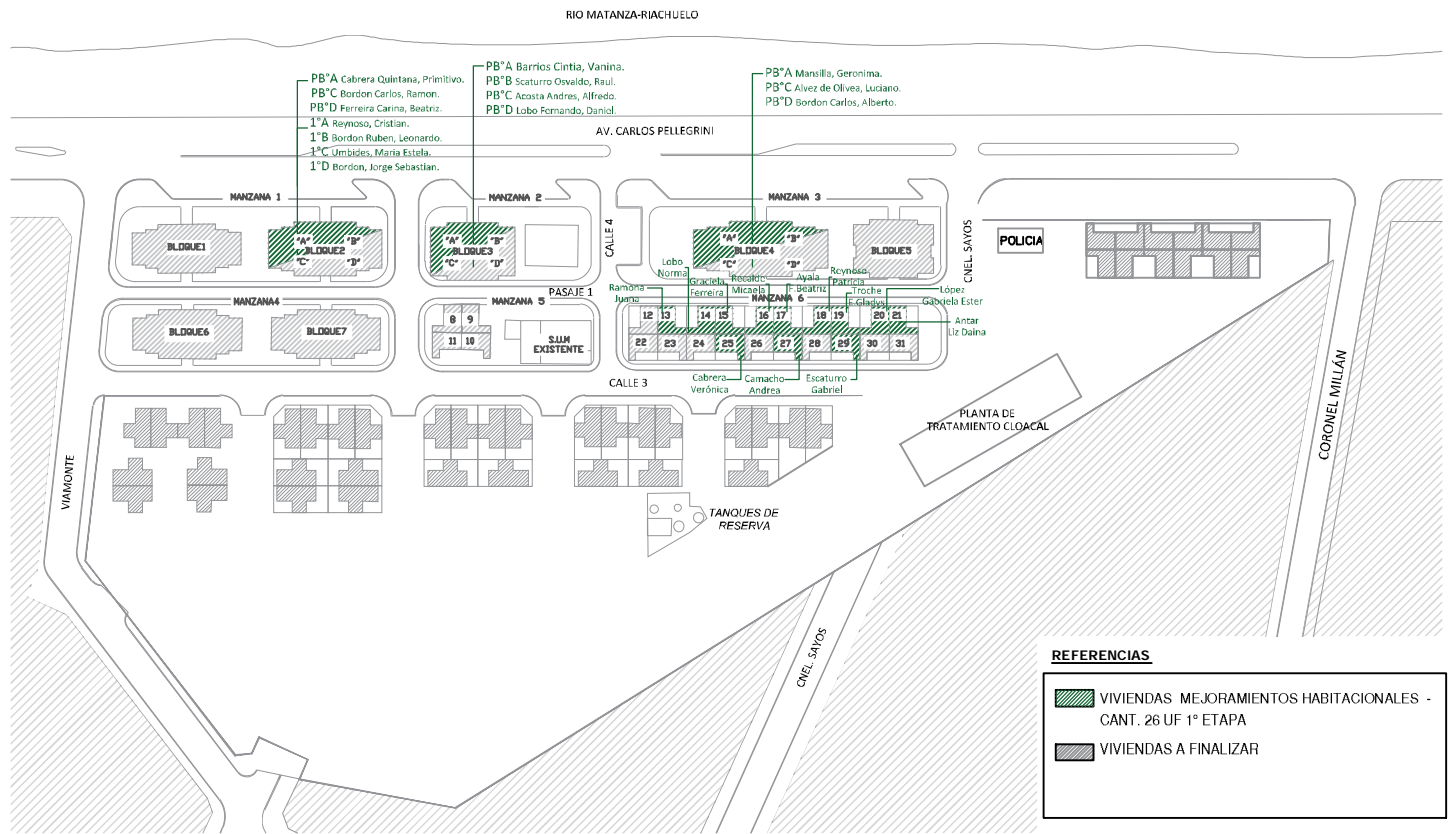 RIO MATANZA-RIACHUELO
PB°A Cabrera Quintana, Primitivo.
PB°C Bordon Carlos, Ramon.
PB°D Ferreira Carina, Beatriz.
1°A Reynoso, Cristian.
1°B Bordon Ruben, Leonardo.
1°C Umbides, Maria Estela.
1°D Bordon, Jorge Sebastian.
PB°A Barrios Cintia, Vanina.
PB°B Scaturro Osvaldo, Raul.
PB°C Acosta Andres, Alfredo.
PB°D Lobo Fernando, Daniel.
PB°A Mansilla, Geronima.
PB°C Alvez de Olivea, Luciano.
PB°D Bordon Carlos, Alberto.
AV. CARLOS PELLEGRINI
MANZANA 1
MANZANA 2
MANZANA 3
BLOQUE1
"A" "B"
BLOQUE2
"C" "D"
"A" "B"
BLOQUE3
"C" "D"
CALLE 4
"A" "B"
BLOQUE4
"C" "D"
BLOQUE5
CNEL. SAYOS
POLICIA
Lobo
Norma
Ramona
Juana
Graciela
Ferreira
Recalde
Micaela
Ayala
F.Beatriz
Reynoso
Patricia
Troche
F.Gladys
López
Gabriela Ester
Antar
Liz Daina
PASAJE 1
MANZANA4
MANZANA 5
MANZANA 6
BLOQUE6
BLOQUE7
8 9
11 10
S.U.M
EXISTENTE
12 13 14 15 16 17 18 19 20 21
22 23 24 25 26 27 28 29 30 31
Cabrera
Verónica
Camacho
Andrea
Escaturro
Gabriel
CALLE 3
PLANTA DE
TRATAMIENTO CLOACAL
CORONEL MILLÁN
VIAMONTE
TANQUES DE
RESERVA
CNEL. SAYOS
REFERENCIAS
VIVIENDAS MEJORAMIENTOS HABITACIONALES -
CANT. 26 UF 1° ETAPA
VIVIENDAS A FINALIZAR